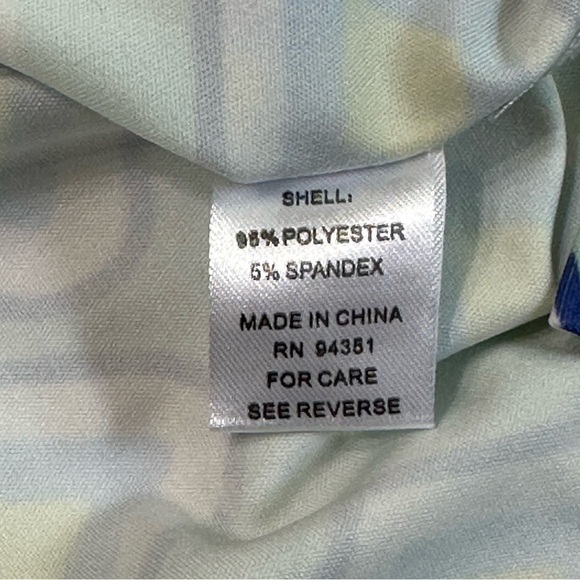 SHELL:
95% POLYESTER
5% SPANDEX
MADE IN CHINA
RN 94351
FOR CARE
SEE REVERSE